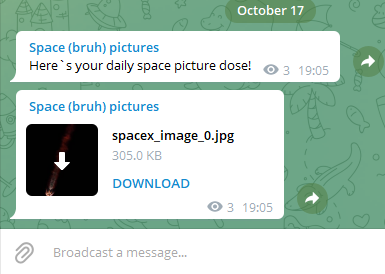 October 17
Space (bruh) pictures
Here`s your daily space picture dose!
3 19:05
Space (bruh) pictures
spacex_image_0.jpg
305.0 KB
DOWNLOAD
3 19:05
Broadcast a message...